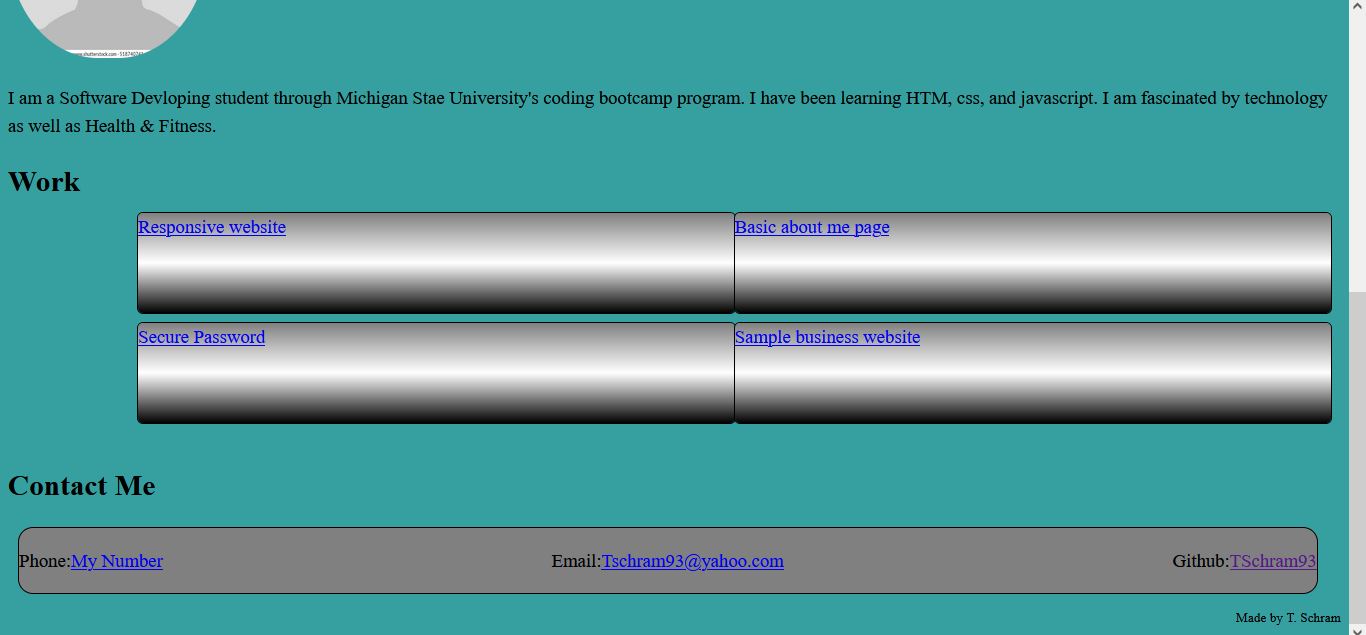 I am a Software Devloping student through Michigan Stae University's coding bootcamp program. I have been learning HTM, css, and javascript. I am fascinated by technology
as well as Health & Fitness.
Work
Responsive website
Basic about me page
Secure Password
Sample business website
Contact Me
Phone:My Number Email:Tschram93@yahoo.com Github:TSchram93
Made by T. Schram